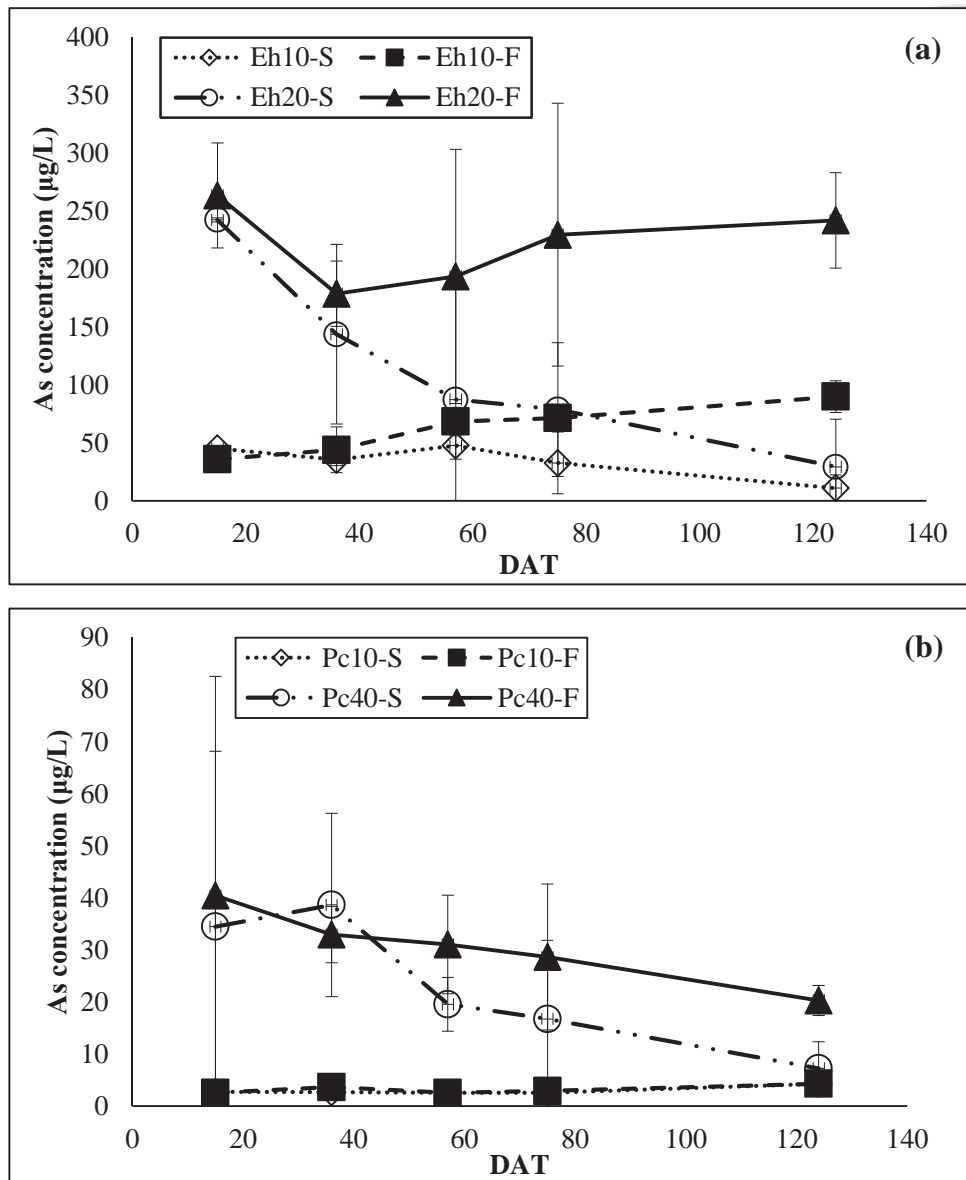 (a)
Eh10-S Eh10-F
Eh20-S Eh20-F
As concentration (µg/L)
400
350
300
250
200
150
100
50
0
0 20 40 60 80 100 120 140
DAT
(b)
Pc10-S Pc10-F
Pc40-S Pc40-F
As concentration (µg/L)
90
80
70
60
50
40
30
20
10
0
0 20 40 60 80 100 120 140
DAT